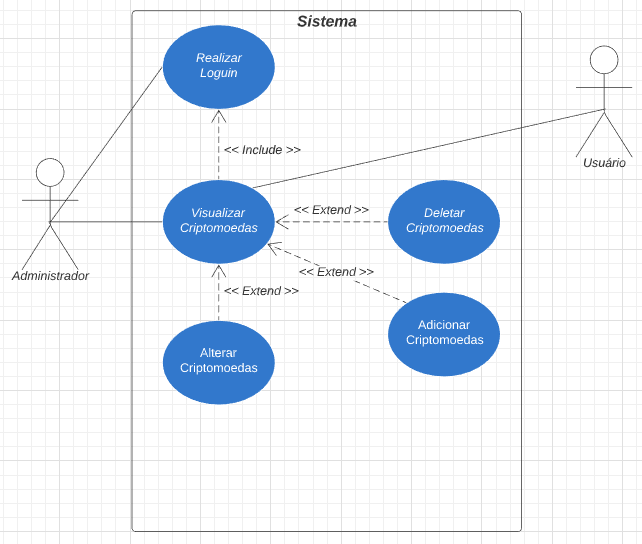 Sistema
Realizar
Loguin
<< Include >>
Usuário
Visualizar
Criptomoedas
<< Extend >>
Deletar
Criptomoedas
Administrador
<< Extend >>
<< Extend >>
Adicionar
Criptomoedas
Alterar
Criptomoedas